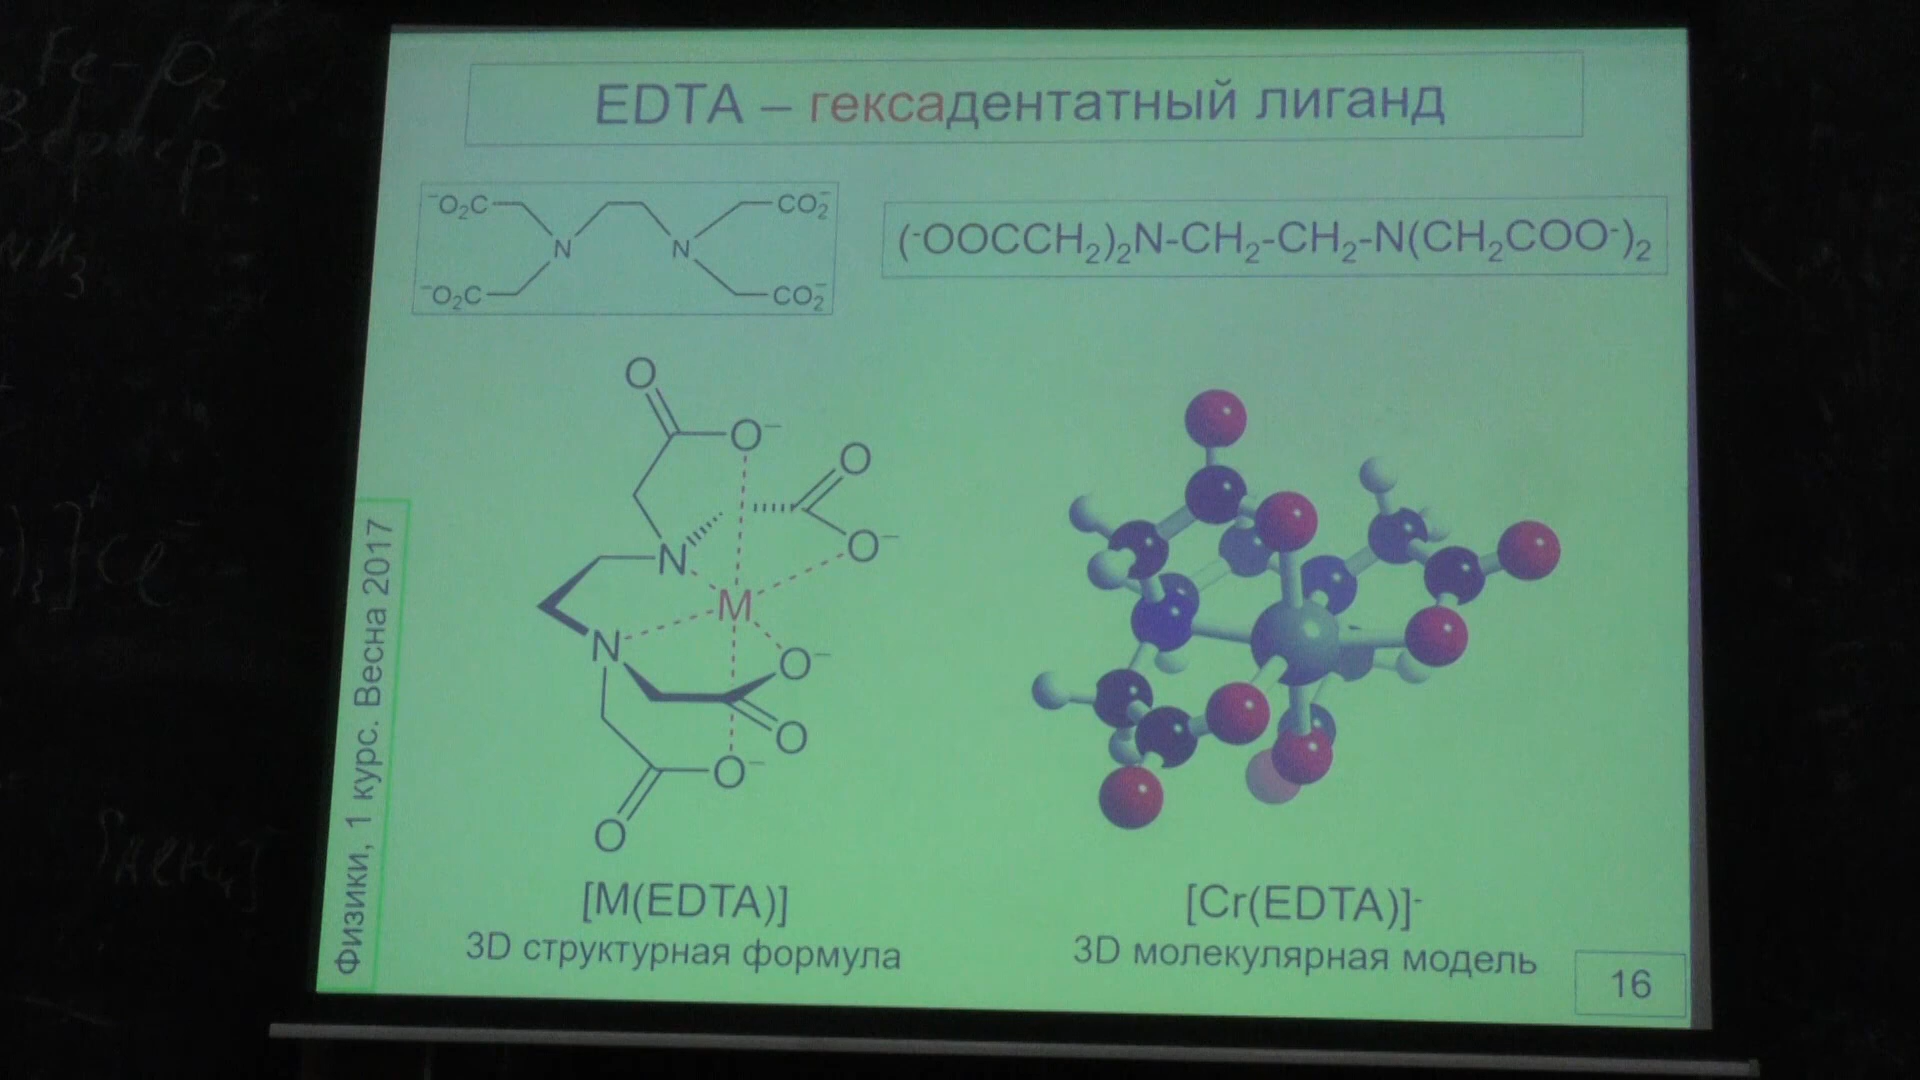 EDTA – гексадентатный лиганд
⁻O₂C CO₂⁻
N N
⁻O₂C CO₂⁻
(⁻OOCCH₂)₂N-CH₂-CH₂-N(CH₂COO⁻)₂
O
O⁻
O
O⁻
N
M
N
O⁻
O
O⁻
O
[M(EDTA)]
3D структурная формула
[Cr(EDTA)]⁻
3D молекулярная модель
Физики, 1 курс. Весна 2017
16